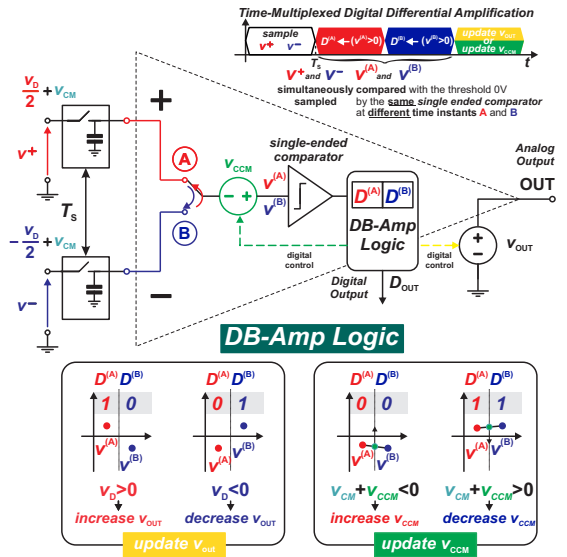 Time-Multiplexed Digital Differential Amplification
sample
v+ v-
D(A)←(v(A)>0)
D(B)←(v(B)>0)
update vOUT
or
update vCCM
TS
t
v+ and v- v(A) and v(B)
simultaneously compared with the threshold 0V
sampled by the same single ended comparator
at different time instants A and B
vD/2 + vCM
+
v+
TS
A
B
-vD/2 + vCM
v-
−
vCCM
− +
single-ended
comparator
v(A)
v(B)
D(A) D(B)
DB-Amp
Logic
Analog
Output
OUT
+
−
vOUT
digital
control
digital
control
Digital
Output
DOUT
DB-Amp Logic
D(A) D(B)
1 0
v(A)
v(B)
vD>0
increase vOUT
D(A) D(B)
0 1
v(A)
v(B)
vD<0
decrease vOUT
update vout
D(A) D(B)
0 0
v(A)
v(B)
vCM+vCCM<0
increase vCCM
D(A) D(B)
1 1
v(A)
v(B)
vCM+vCCM>0
decrease vCCM
update vCCM